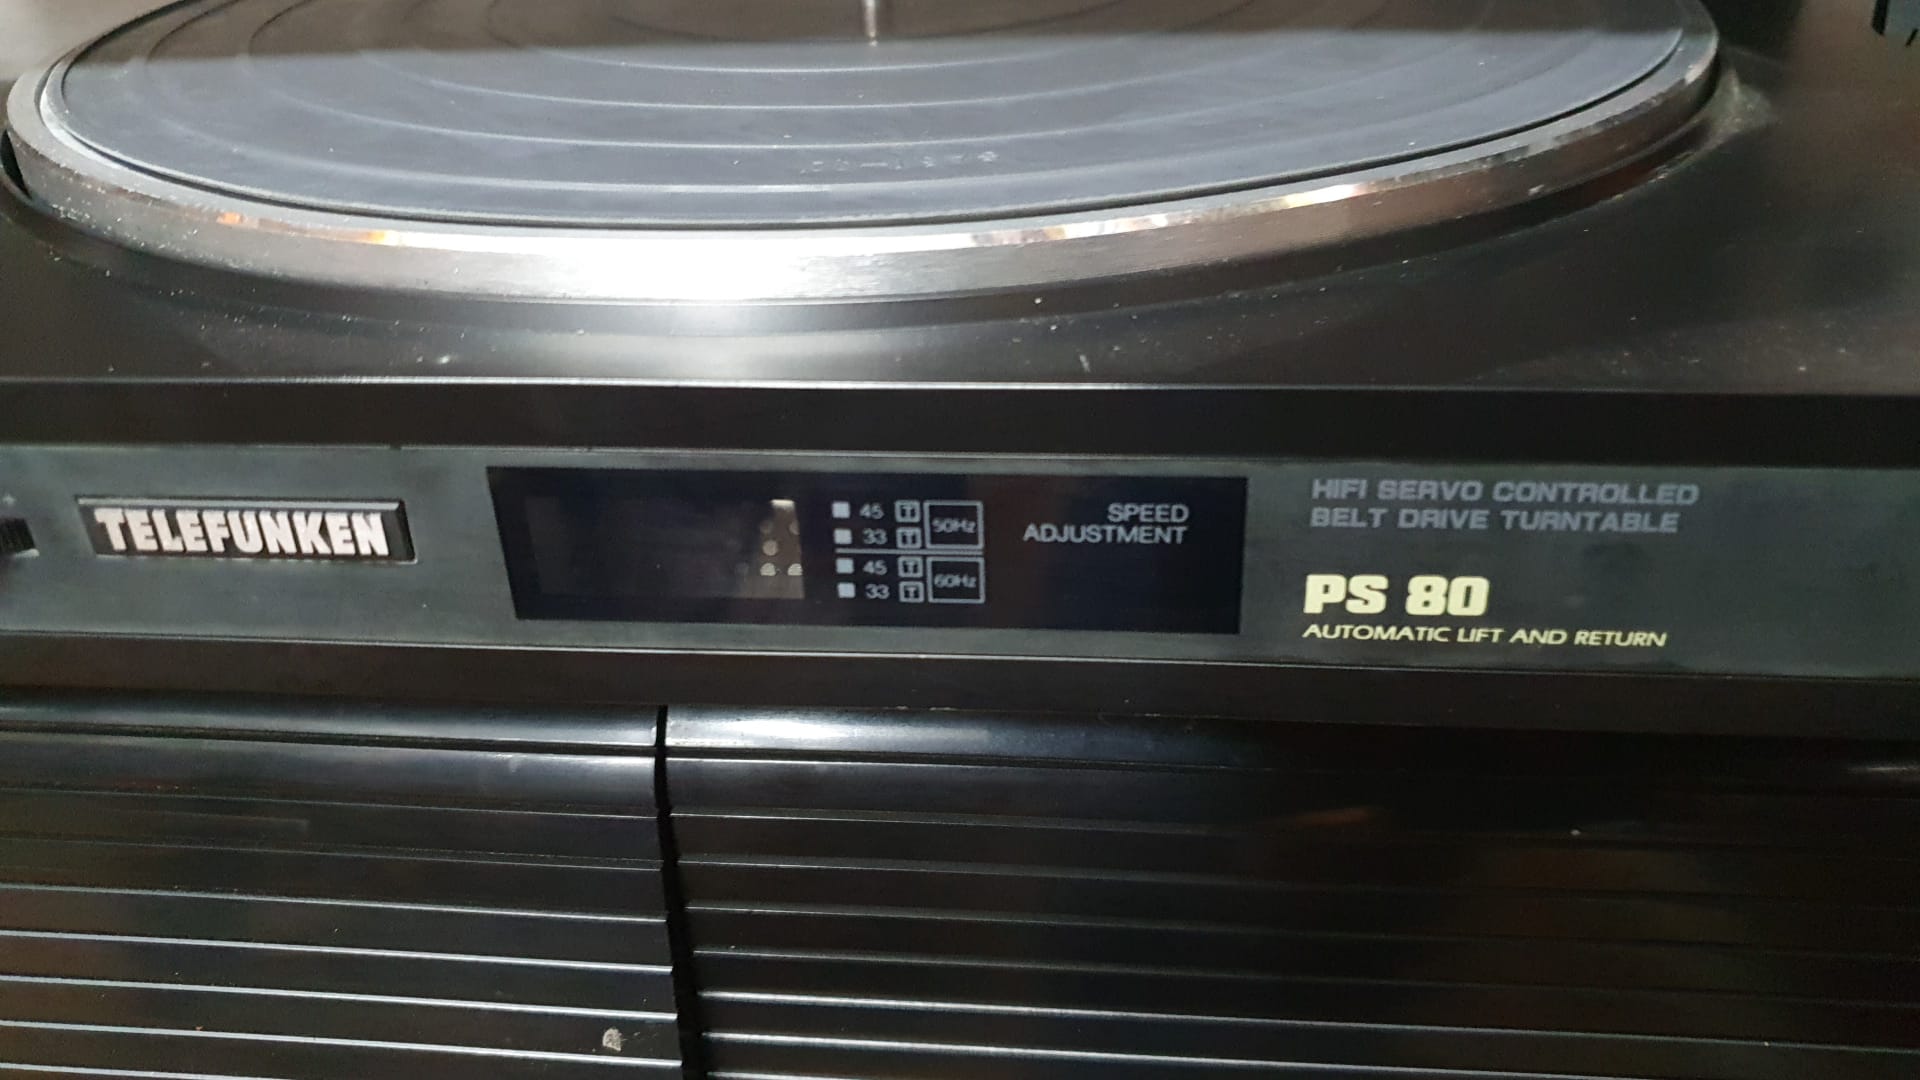 TELEFUNKEN
45 T 50Hz
33 T
45 T 60Hz
33 T
SPEED
ADJUSTMENT
HIFI SERVO CONTROLLED
BELT DRIVE TURNTABLE
PS 80
AUTOMATIC LIFT AND RETURN